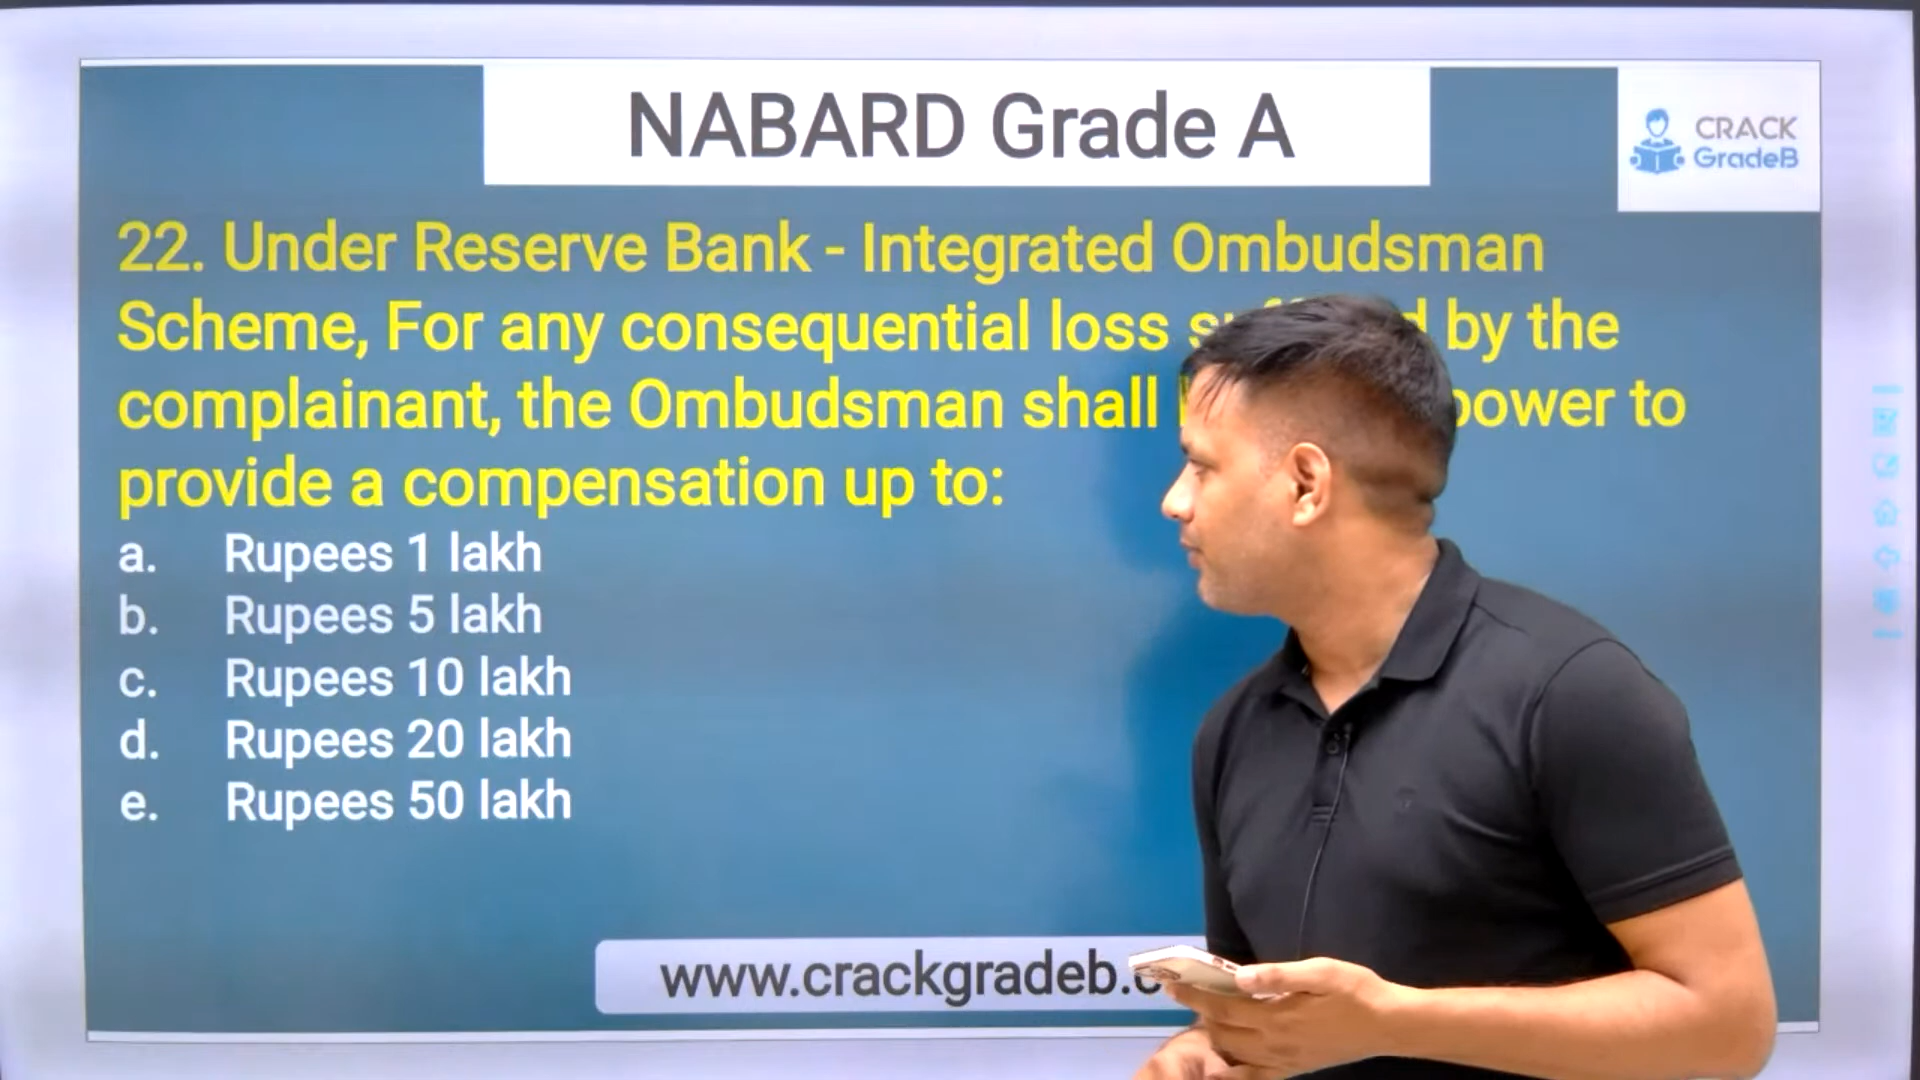 NABARD Grade A
CRACK
GradeB
22. Under Reserve Bank - Integrated Ombudsman
Scheme, For any consequential loss by the
complainant, the Ombudsman shall power to
provide a compensation up to:
a. Rupees 1 lakh
b. Rupees 5 lakh
c. Rupees 10 lakh
d. Rupees 20 lakh
e. Rupees 50 lakh
www.crackgradeb.